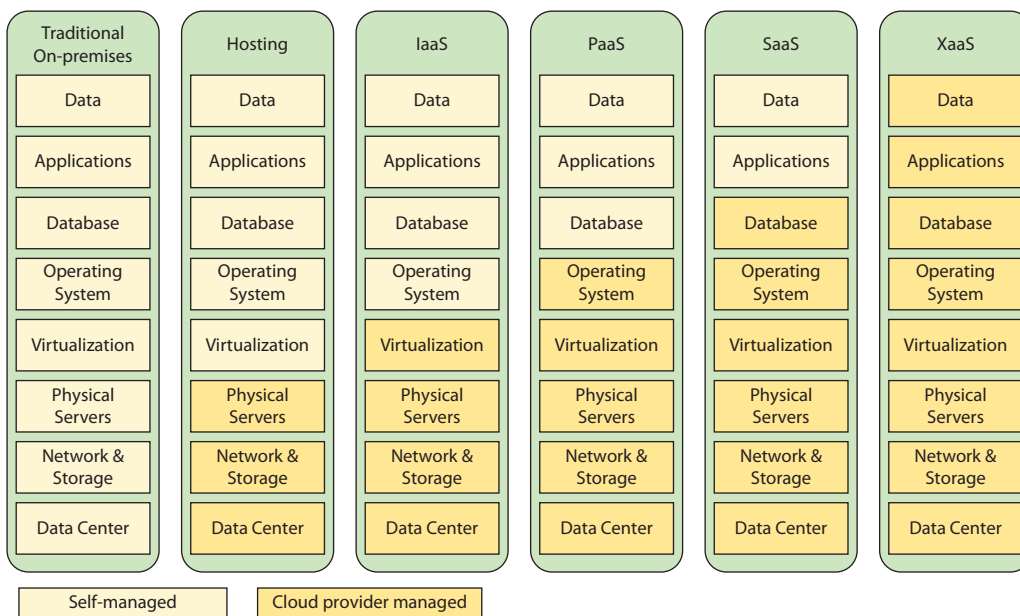 Traditional
On-premises
Data
Applications
Database
Operating
System
Virtualization
Physical
Servers
Network &
Storage
Data Center
Hosting
Data
Applications
Database
Operating
System
Virtualization
Physical
Servers
Network &
Storage
Data Center
IaaS
Data
Applications
Database
Operating
System
Virtualization
Physical
Servers
Network &
Storage
Data Center
PaaS
Data
Applications
Database
Operating
System
Virtualization
Physical
Servers
Network &
Storage
Data Center
SaaS
Data
Applications
Database
Operating
System
Virtualization
Physical
Servers
Network &
Storage
Data Center
XaaS
Data
Applications
Database
Operating
System
Virtualization
Physical
Servers
Network &
Storage
Data Center
Self-managed
Cloud provider managed